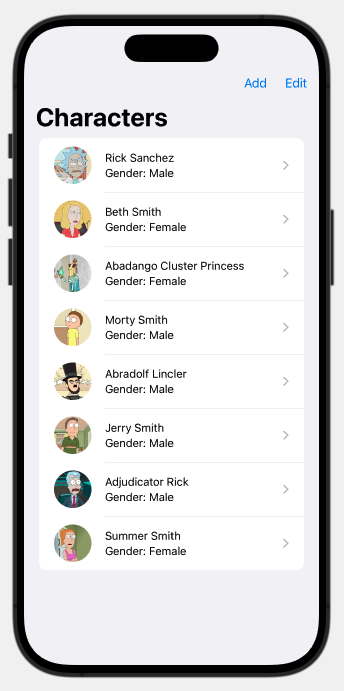 Add Edit
Characters
Rick Sanchez
Gender: Male
Beth Smith
Gender: Female
Abadango Cluster Princess
Gender: Female
Morty Smith
Gender: Male
Abradolf Lincler
Gender: Male
Jerry Smith
Gender: Male
Adjudicator Rick
Gender: Male
Summer Smith
Gender: Female